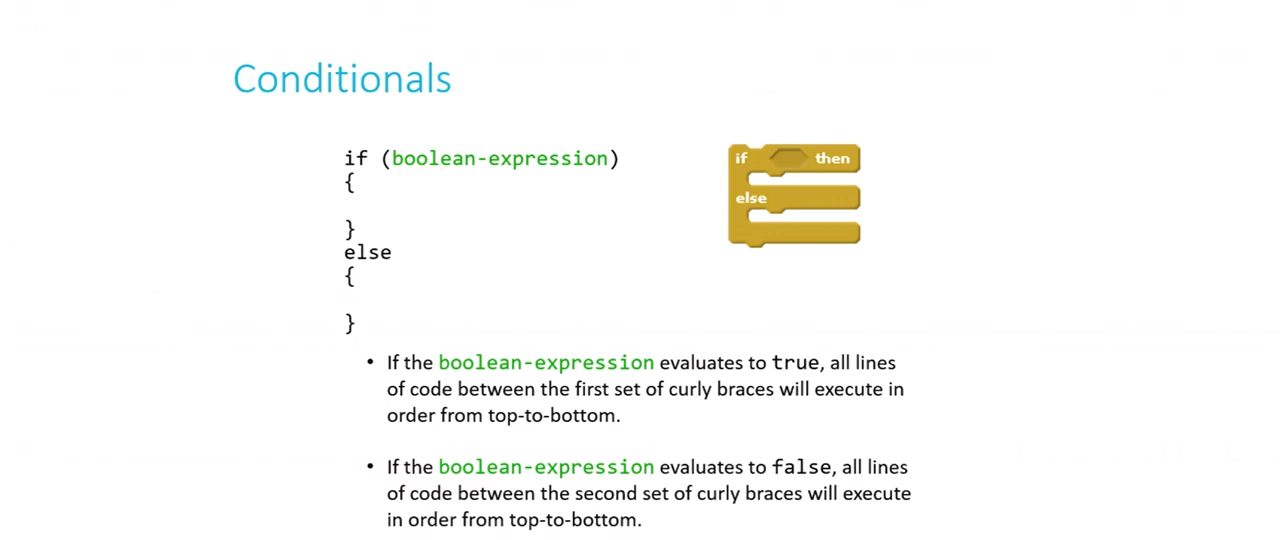 Conditionals
if (boolean-expression)
{
}
else
{
}
if then
else
• If the boolean-expression evaluates to true, all lines
of code between the first set of curly braces will execute in
order from top-to-bottom.
• If the boolean-expression evaluates to false, all lines
of code between the second set of curly braces will execute
in order from top-to-bottom.